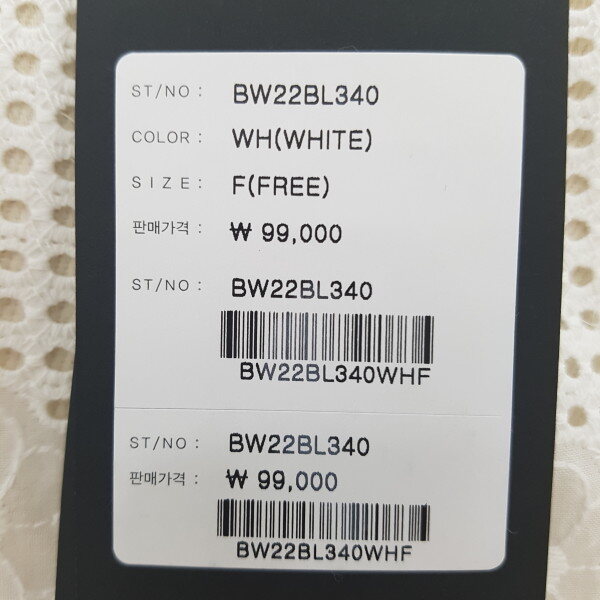 ST/NO : BW22BL340
COLOR : WH(WHITE)
SIZE : F(FREE)
판매가격 : ₩ 99,000
ST/NO : BW22BL340
BW22BL340WHF
ST/NO : BW22BL340
판매가격 : ₩ 99,000
BW22BL340WHF